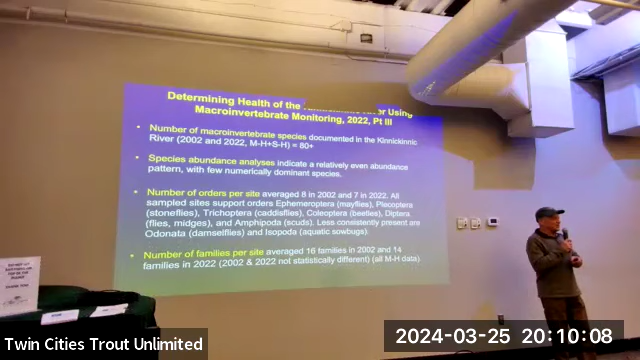 Determining Health of the Kinnickinnic River Using
Macroinvertebrate Monitoring, 2022, Pt III
• Number of macroinvertebrate species documented in the Kinnickinnic
River (2002 and 2022, M-H+S-H) = 80+
• Species abundance analyses indicate a relatively even abundance
pattern, with few numerically dominant species.
• Number of orders per site averaged 8 in 2002 and 7 in 2022. All
sampled sites support orders Ephemeroptera (mayflies), Plecoptera
(stoneflies), Trichoptera (caddisflies), Coleoptera (beetles), Diptera
(flies, midges), and Amphipoda (scuds). Less consistently present are
Odonata (damselflies) and Isopoda (aquatic sowbugs).
• Number of families per site averaged 16 families in 2002 and 14
families in 2022 (2002 & 2022 not statistically different) (all M-H data)
Twin Cities Trout Unlimited
2024-03-25 20:10:08